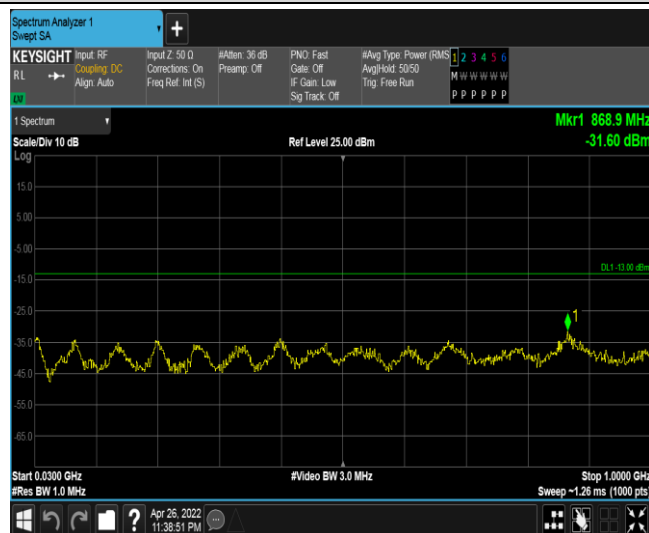 Spectrum Analyzer 1
Swept SA
+
KEYSIGHT
RL
LXI
Input: RF
Coupling: DC
Align: Auto
Input Z: 50 Ω
Corrections: On
Freq Ref: Int (S)
#Atten: 36 dB
Preamp: Off
PNO: Fast
Gate: Off
IF Gain: Low
Sig Track: Off
#Avg Type: Power (RMS
Avg|Hold: 50/50
Trig: Free Run
1 2 3 4 5 6
M W W W W W
P P P P P P
1 Spectrum
Scale/Div 10 dB
Ref Level 25.00 dBm
Mkr1 868.9 MHz
-31.60 dBm
Log
15.0
5.00
-5.00
-15.0
-25.0
-35.0
-45.0
-55.0
-65.0
DL1 -13.00 dBm
1
Start 0.0300 GHz
#Video BW 3.0 MHz
Stop 1.0000 GHz
#Res BW 1.0 MHz
Sweep ~1.26 ms (1000 pts)
?
Apr 26, 2022
11:38:51 PM